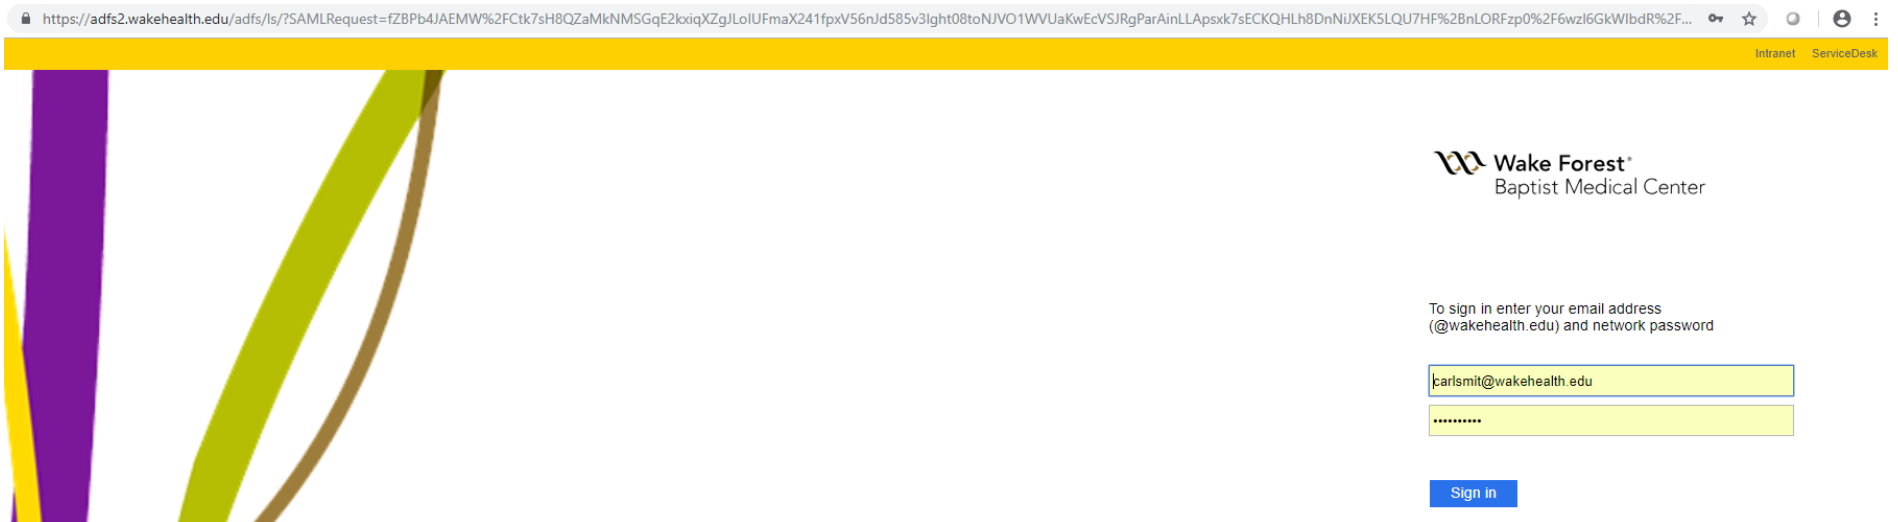 https://adfs2.wakehealth.edu/adfs/ls/?SAMLRequest=fZBPb4JAEMW%2FCtk7sH8QZaMkNMSGqE2kxiqXZgJLoIUFmaX241fpxV56nJd585v3lght08toNJVO1WVUaKwEcVSJRgParAinLLApsxk7sECKQHLh8DnNiJXEK5LQU7HF%2BnLORFzp0%2F6wzI6GkWIbdR%2F...
Intranet ServiceDesk
Wake Forest®
Baptist Medical Center
To sign in enter your email address
(@wakehealth.edu) and network password
carlsmit@wakehealth.edu
••••••••••
Sign in